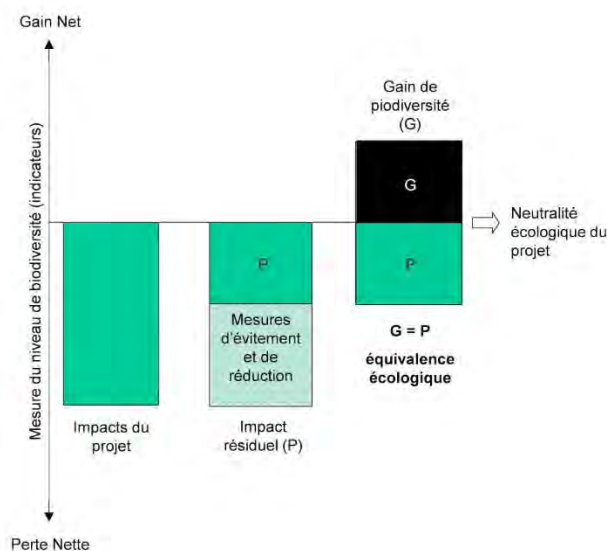 Gain Net
Mesure du niveau de biodiversité (indicateurs)
Perte Nette
Impacts du
projet
P
Mesures
d'évitement
et de
réduction
Impact
résiduel (P)
Gain de
piodiversité
(G)
G
P
G = P
équivalence
écologique
Neutralité
écologique du
projet